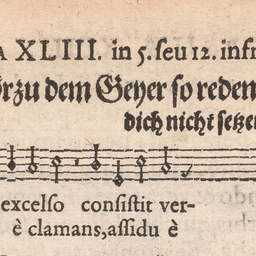 A XLIII. in 5. ſeu 12. infr
rzu dem Geyer ſo reden
dich nicht ſetze
excelſo conſiſtit ver-
è clamans, aſſidu è